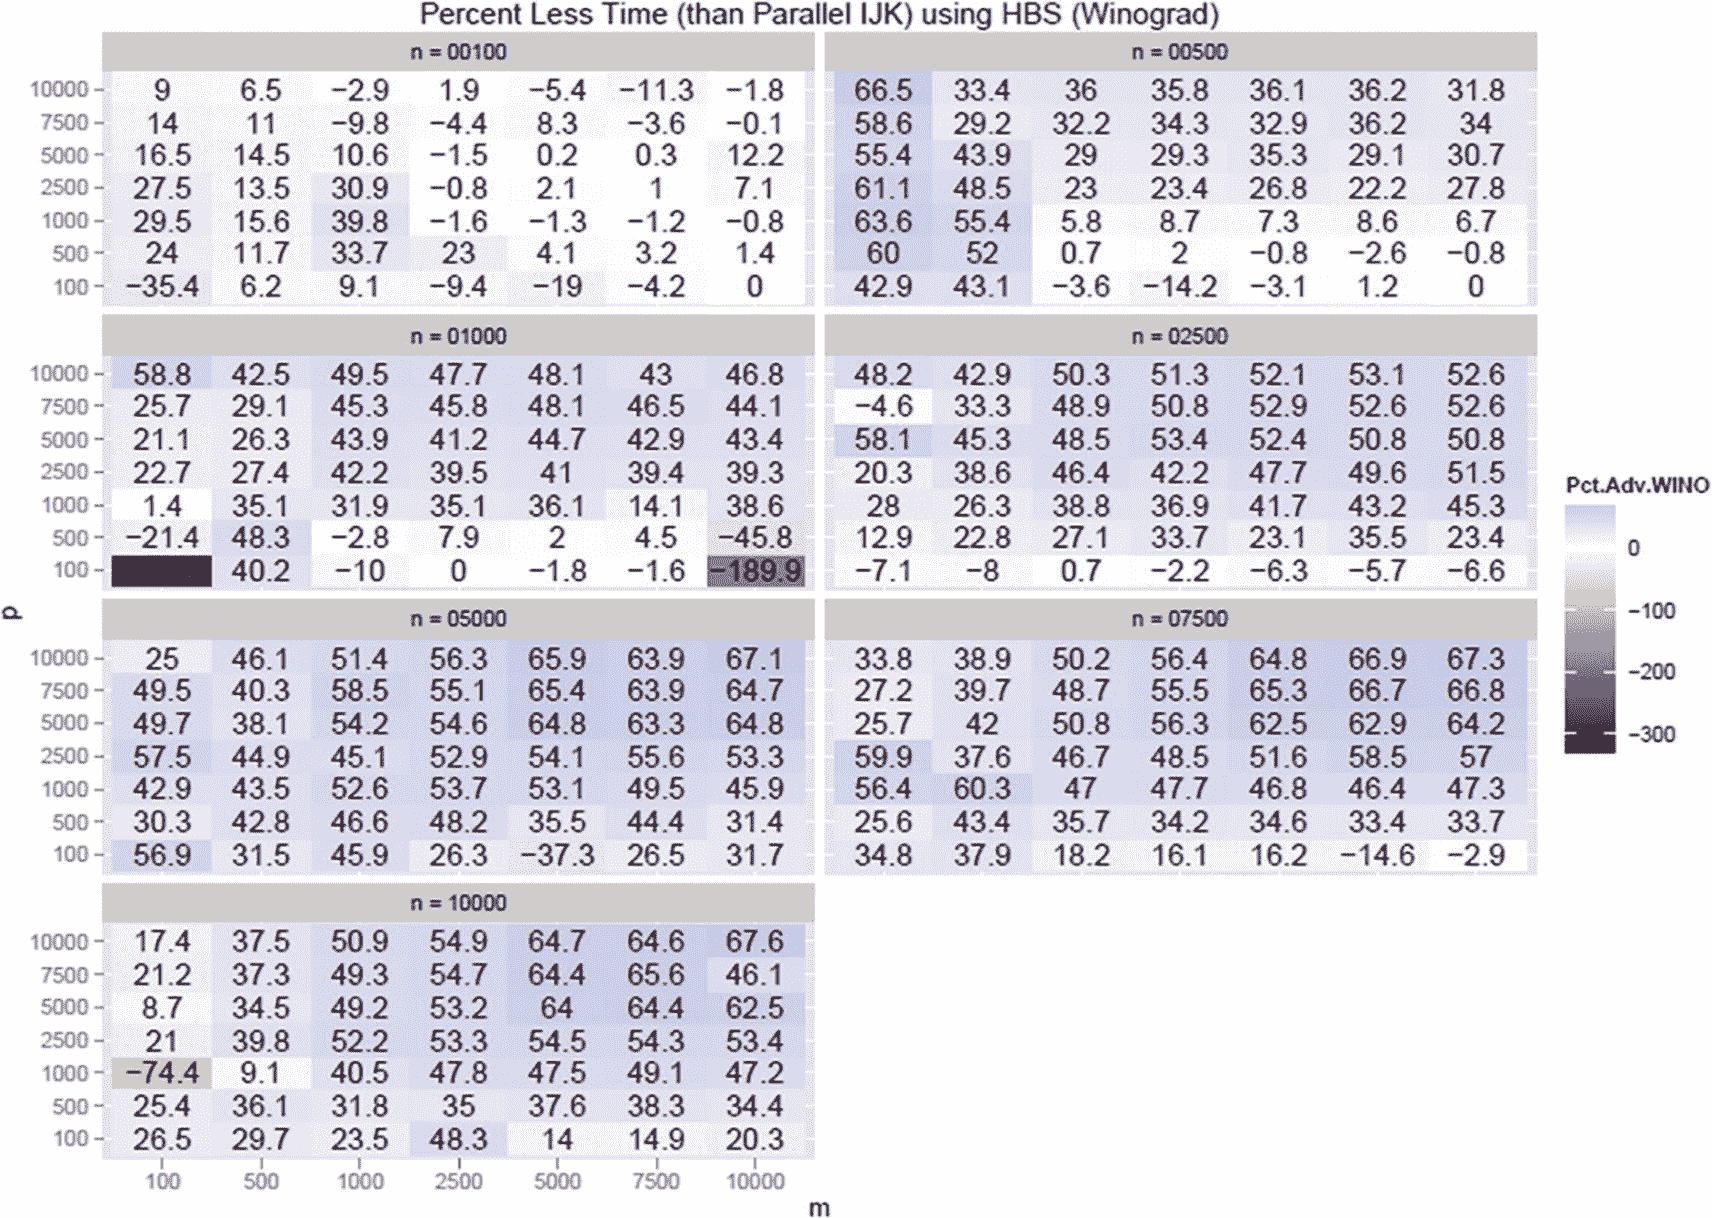 Percent Less Time (than Parallel IJK) using HBS (Winograd)
n = 00100
10000 9 6.5 −2.9 1.9 −5.4 −11.3 −1.8
7500 14 11 −9.8 −4.4 8.3 −3.6 −0.1
5000 16.5 14.5 10.6 −1.5 0.2 0.3 12.2
2500 27.5 13.5 30.9 −0.8 2.1 1 7.1
1000 29.5 15.6 39.8 −1.6 −1.3 −1.2 −0.8
500 24 11.7 33.7 23 4.1 3.2 1.4
100 −35.4 6.2 9.1 −9.4 −19 −4.2 0
n = 00500
66.5 33.4 36 35.8 36.1 36.2 31.8
58.6 29.2 32.2 34.3 32.9 36.2 34
55.4 43.9 29 29.3 35.3 29.1 30.7
61.1 48.5 23 23.4 26.8 22.2 27.8
63.6 55.4 5.8 8.7 7.3 8.6 6.7
60 52 0.7 2 −0.8 −2.6 −0.8
42.9 43.1 −3.6 −14.2 −3.1 1.2 0
n = 01000
10000 58.8 42.5 49.5 47.7 48.1 43 46.8
7500 25.7 29.1 45.3 45.8 48.1 46.5 44.1
5000 21.1 26.3 43.9 41.2 44.7 42.9 43.4
2500 22.7 27.4 42.2 39.5 41 39.4 39.3
1000 1.4 35.1 31.9 35.1 36.1 14.1 38.6
500 −21.4 48.3 −2.8 7.9 2 4.5 −45.8
100 40.2 −10 0 −1.8 −1.6 −189.9
n = 02500
48.2 42.9 50.3 51.3 52.1 53.1 52.6
−4.6 33.3 48.9 50.8 52.9 52.6 52.6
58.1 45.3 48.5 53.4 52.4 50.8 50.8
20.3 38.6 46.4 42.2 47.7 49.6 51.5
28 26.3 38.8 36.9 41.7 43.2 45.3
12.9 22.8 27.1 33.7 23.1 35.5 23.4
−7.1 −8 0.7 −2.2 −6.3 −5.7 −6.6
p
n = 05000
10000 25 46.1 51.4 56.3 65.9 63.9 67.1
7500 49.5 40.3 58.5 55.1 65.4 63.9 64.7
5000 49.7 38.1 54.2 54.6 64.8 63.3 64.8
2500 57.5 44.9 45.1 52.9 54.1 55.6 53.3
1000 42.9 43.5 52.6 53.7 53.1 49.5 45.9
500 30.3 42.8 46.6 48.2 35.5 44.4 31.4
100 56.9 31.5 45.9 26.3 −37.3 26.5 31.7
n = 07500
33.8 38.9 50.2 56.4 64.8 66.9 67.3
27.2 39.7 48.7 55.5 65.3 66.7 66.8
25.7 42 50.8 56.3 62.5 62.9 64.2
59.9 37.6 46.7 48.5 51.6 58.5 57
56.4 60.3 47 47.7 46.8 46.4 47.3
25.6 43.4 35.7 34.2 34.6 33.4 33.7
34.8 37.9 18.2 16.1 16.2 −14.6 −2.9
n = 10000
10000 17.4 37.5 50.9 54.9 64.7 64.6 67.6
7500 21.2 37.3 49.3 54.7 64.4 65.6 46.1
5000 8.7 34.5 49.2 53.2 64 64.4 62.5
2500 21 39.8 52.2 53.3 54.5 54.3 53.4
1000 −74.4 9.1 40.5 47.8 47.5 49.1 47.2
500 25.4 36.1 31.8 35 37.6 38.3 34.4
100 26.5 29.7 23.5 48.3 14 14.9 20.3
100 500 1000 2500 5000 7500 10000
m
Pct.Adv.WINO
0
−100
−200
−300